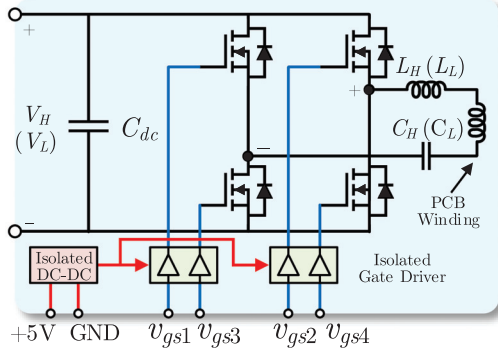 +
V_H
(V_L)
C_dc
−
+
−
L_H(L_L)
C_H(C_L)
PCB
Winding
Isolated
DC-DC
Isolated
Gate Driver
+5V GND v_gs1 v_gs3 v_gs2 v_gs4